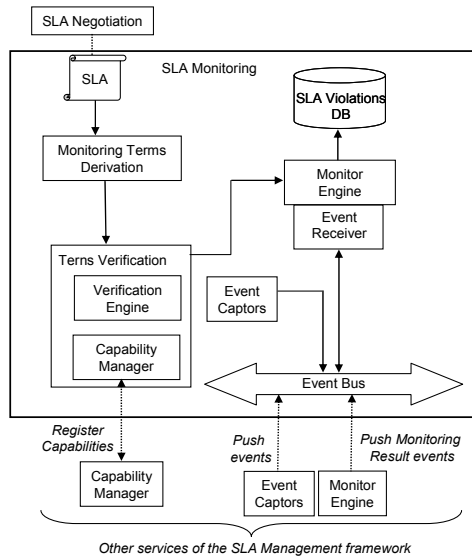 SLA Negotiation
SLA Monitoring
SLA
SLA Violations
DB
Monitoring Terms
Derivation
Monitor
Engine
Event
Receiver
Terns Verification
Verification
Engine
Event
Captors
Capability
Manager
Event Bus
Register
Capabilities
Push
events
Push Monitoring
Result events
Capability
Manager
Event
Captors
Monitor
Engine
Other services of the SLA Management framework